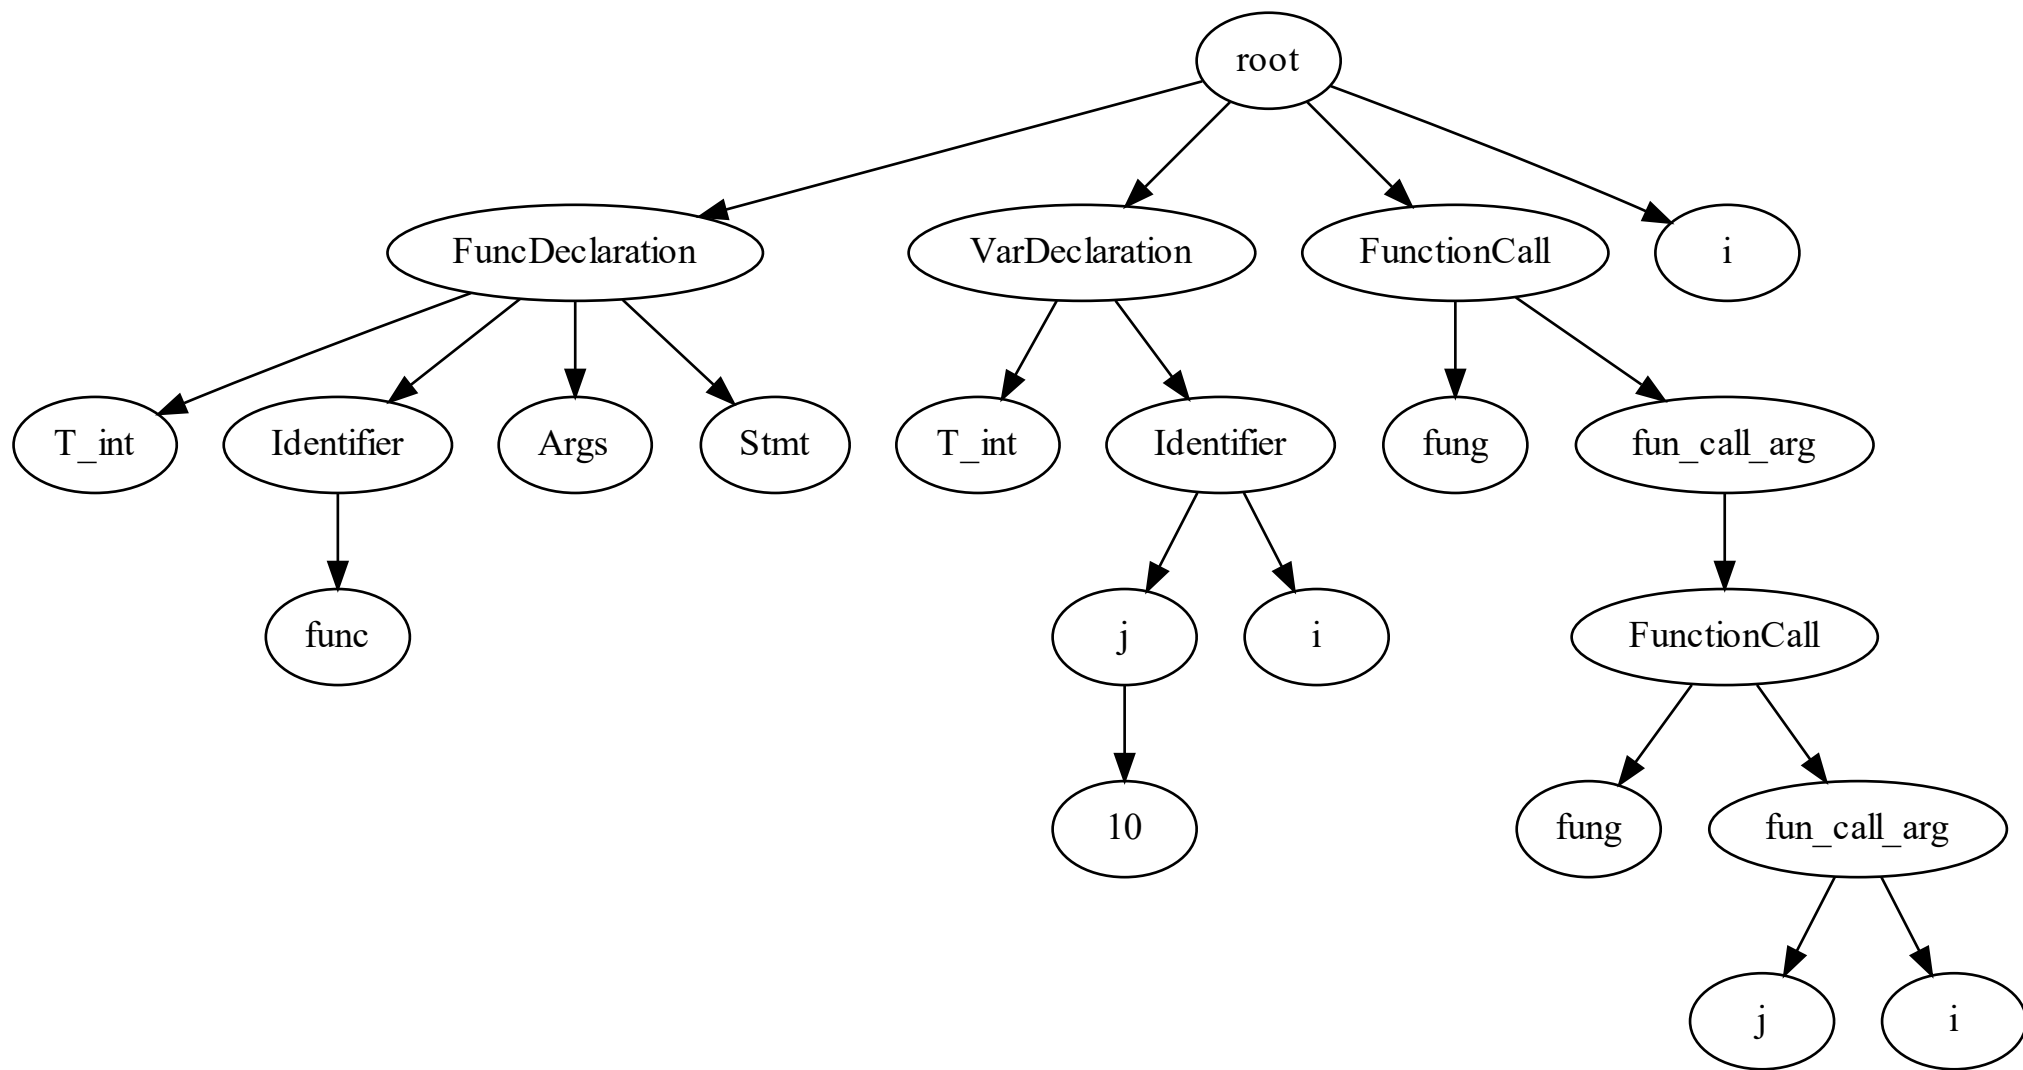 root
FuncDeclaration
VarDeclaration
FunctionCall
i
T_int
Identifier
Args
Stmt
T_int
Identifier
fung
fun_call_arg
func
j
i
FunctionCall
10
fung
fun_call_arg
j
i